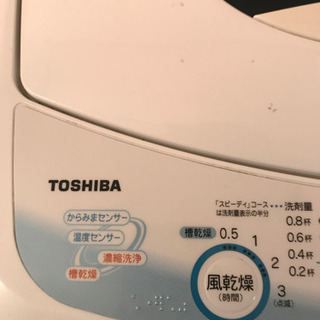 TOSHIBA
からみまセンサー
温度センサー
濃縮洗浄
槽乾燥
「スピーディ」コース
は洗剤量表示の半分
洗剤量
0.8杯
0.6杯
0.4杯
0.2杯
槽乾燥 0.5 1 2 3
(点滅)
風乾燥
(時間)